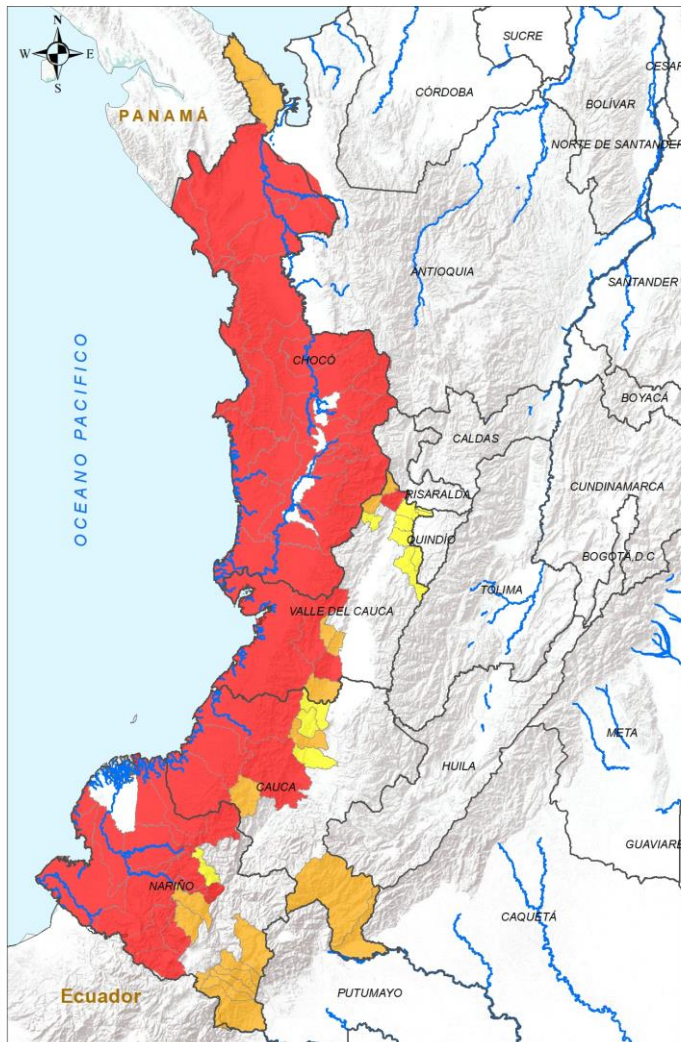 N
W E
S
SUCRE
CESAR
CÓRDOBA
BOLÍVAR
PANAMÁ
NORTE DE SANTANDER
ANTIOQUIA
SANTANDER
OCEANO PACIFICO
CHOCÓ
BOYACÁ
CALDAS
CUNDINAMARCA
RISARALDA
QUINDÍO
BOGOTÁ,D.C
TOLIMA
VALLE DEL CAUCA
META
HUILA
CAUCA
GUAVIARE
NARIÑO
CAQUETÁ
Ecuador
PUTUMAYO